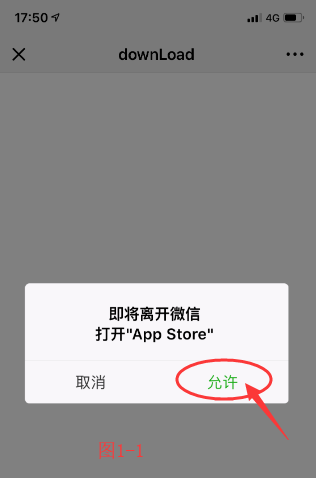 17:50 4G
downLoad
即将离开微信
打开"App Store"
取消 允许
图1-1